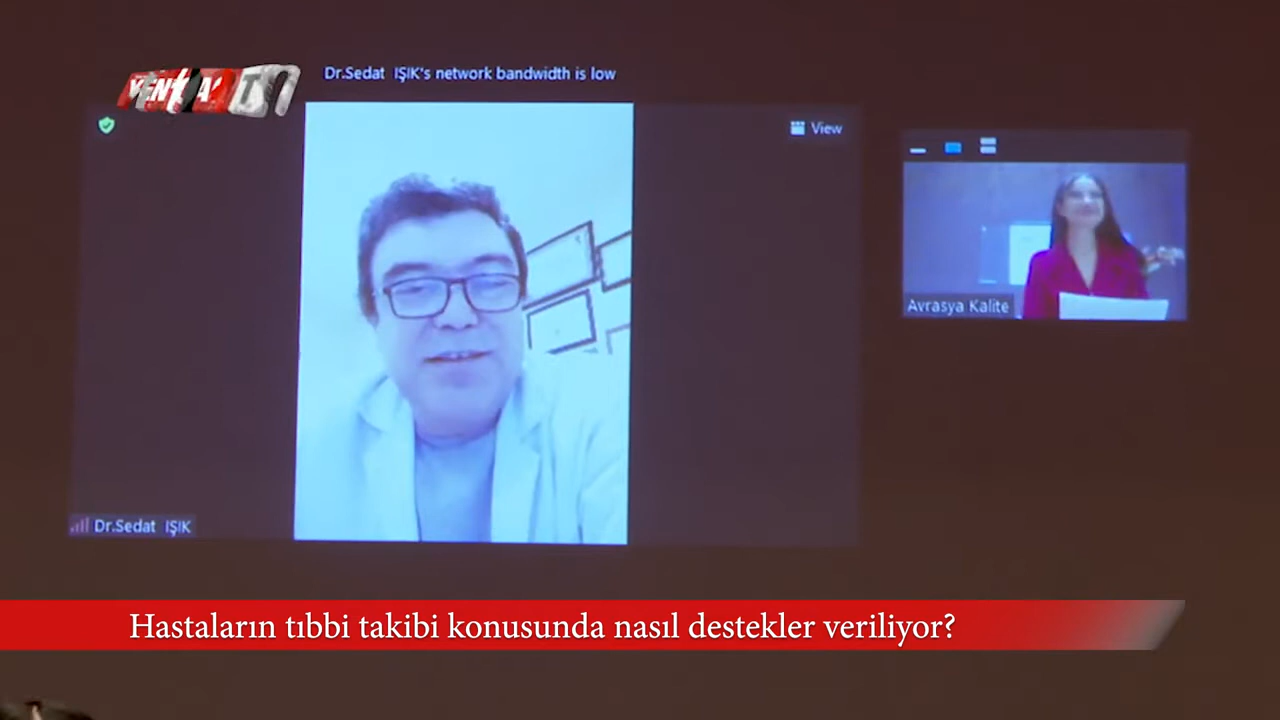 Dr.Sedat IŞIK's network bandwidth is low
View
Avrasya Kalite
Dr.Sedat IŞIK
Hastaların tıbbi takibi konusunda nasıl destekler veriliyor?